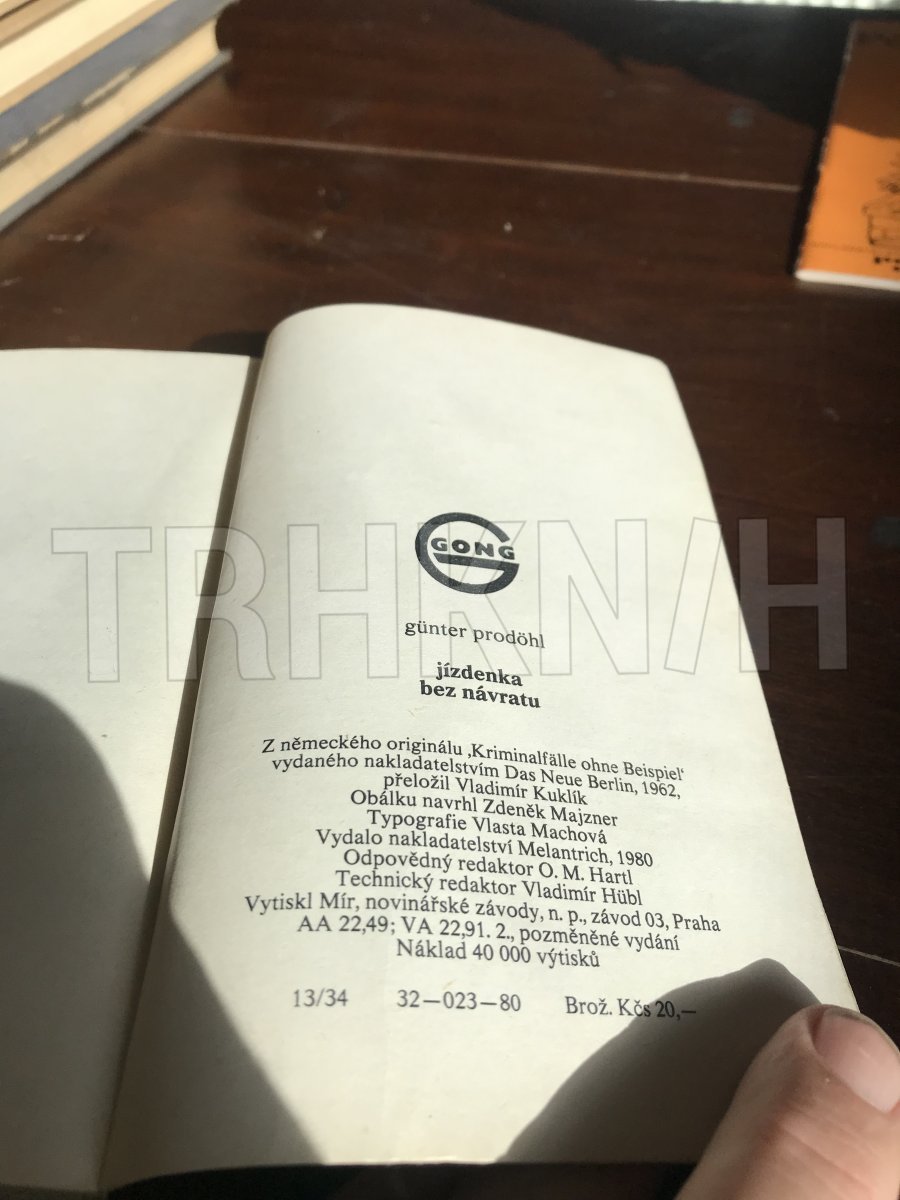 GONG
günter prodöhl
jízdenka
bez návratu
Z německého originálu ‚Kriminalfälle ohne Beispiel‘
vydaného nakladatelstvím Das Neue Berlin, 1962,
přeložil Vladimír Kuklík
Obálku navrhl Zdeněk Majzner
Typografie Vlasta Machová
Vydalo nakladatelství Melantrich, 1980
Odpovědný redaktor O. M. Hartl
Technický redaktor Vladimír Hübl
Vytiskl Mír, novinářské závody, n. p., závod 03, Praha
AA 22,49; VA 22,91. 2., pozměněné vydání
Náklad 40 000 výtisků
13/34 32—023—80 Brož. Kčs 20,—
TRHKNIH